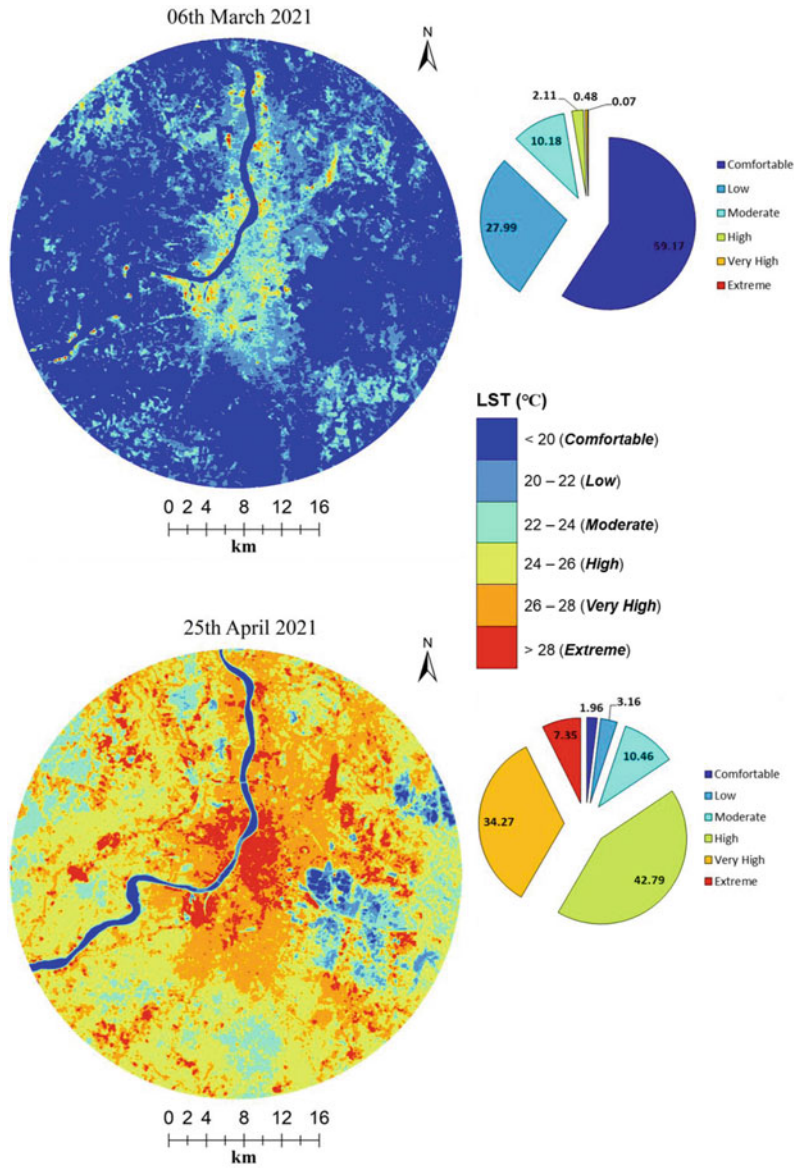 06th March 2021
N
2.11
0.48
0.07
10.18
27.99
59.17
Comfortable
Low
Moderate
High
Very High
Extreme
0 2 4 8 12 16
km
LST (°C)
< 20 (Comfortable)
20 – 22 (Low)
22 – 24 (Moderate)
24 – 26 (High)
26 – 28 (Very High)
> 28 (Extreme)
25th April 2021
N
1.96
3.16
7.35
10.46
34.27
42.79
Comfortable
Low
Moderate
High
Very High
Extreme
0 2 4 8 12 16
km